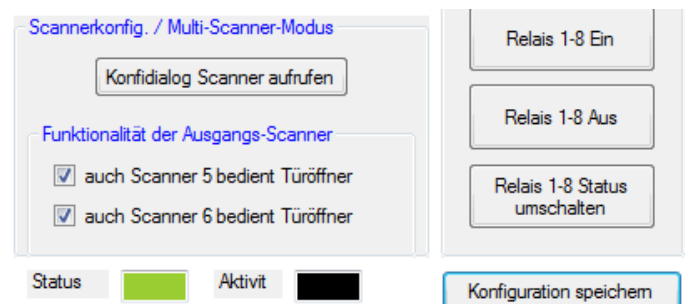 Scannerkonfig. / Multi-Scanner-Modus
Konfidialog Scanner aufrufen
Funktionalität der Ausgangs-Scanner
auch Scanner 5 bedient Türöffner
auch Scanner 6 bedient Türöffner
Status
Aktivit
Relais 1-8 Ein
Relais 1-8 Aus
Relais 1-8 Status
umschalten
Konfiguration speichern